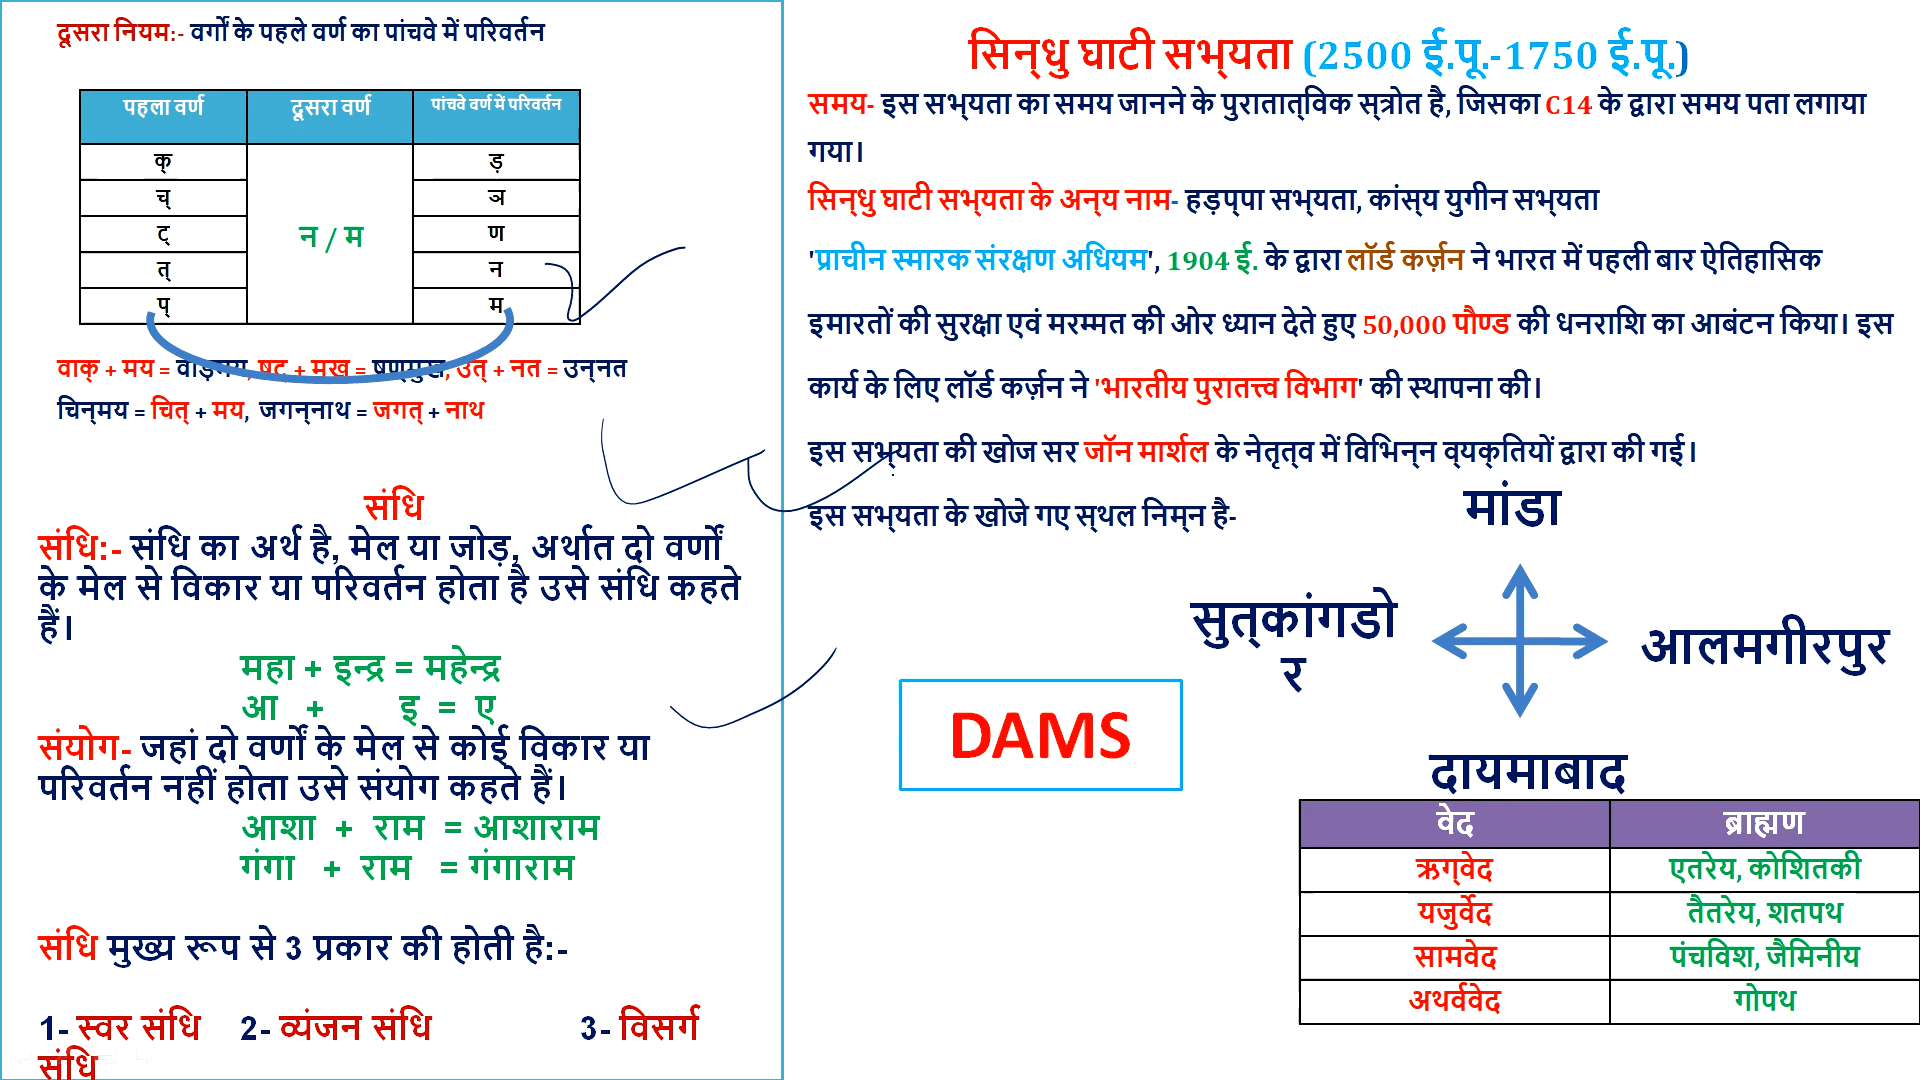 दूसरा नियम:- वर्गों के पहले वर्ण का पांचवे में परिवर्तन
पहला वर्ण दूसरा वर्ण पांचवे वर्ण में परिवर्तन
क् ड़
च् ञ
ट् ण
न / म
त् न
प् म
वाक् + मय = वाड़मय, षट् + मुख = षण्मुख, उत् + नत = उन्नत
चिन्मय = चित् + मय, जगन्नाथ = जगत् + नाथ
संधि
संधि:- संधि का अर्थ है, मेल या जोड़, अर्थात दो वर्णों
के मेल से विकार या परिवर्तन होता है उसे संधि कहते
हैं।
महा + इन्द्र = महेन्द्र
आ + इ = ए
संयोग- जहां दो वर्णों के मेल से कोई विकार या
परिवर्तन नहीं होता उसे संयोग कहते हैं।
आशा + राम = आशाराम
गंगा + राम = गंगाराम
संधि मुख्य रूप से 3 प्रकार की होती है:-
1- स्वर संधि 2- व्यंजन संधि 3- विसर्ग
संधि
सिन्धु घाटी सभ्यता (2500 ई.पू.-1750 ई.पू.)
समय- इस सभ्यता का समय जानने के पुरातात्विक स्त्रोत है, जिसका C14 के द्वारा समय पता लगाया
गया।
सिन्धु घाटी सभ्यता के अन्य नाम- हड़प्पा सभ्यता, कांस्य युगीन सभ्यता
'प्राचीन स्मारक संरक्षण अधियम', 1904 ई. के द्वारा लॉर्ड कर्ज़न ने भारत में पहली बार ऐतिहासिक
इमारतों की सुरक्षा एवं मरम्मत की ओर ध्यान देते हुए 50,000 पौण्ड की धनराशि का आबंटन किया। इस
कार्य के लिए लॉर्ड कर्ज़न ने 'भारतीय पुरातत्त्व विभाग' की स्थापना की।
इस सभ्यता की खोज सर जॉन मार्शल के नेतृत्व में विभिन्न व्यक्तियों द्वारा की गई।
इस सभ्यता के खोजे गए स्थल निम्न है-
मांडा
सुत्कांगडो
र
आलमगीरपुर
दायमाबाद
DAMS
वेद ब्राह्मण
ऋग्वेद एतरेय, कोशितकी
यजुर्वेद तैतरेय, शतपथ
सामवेद पंचविश, जैमिनीय
अथर्ववेद गोपथ